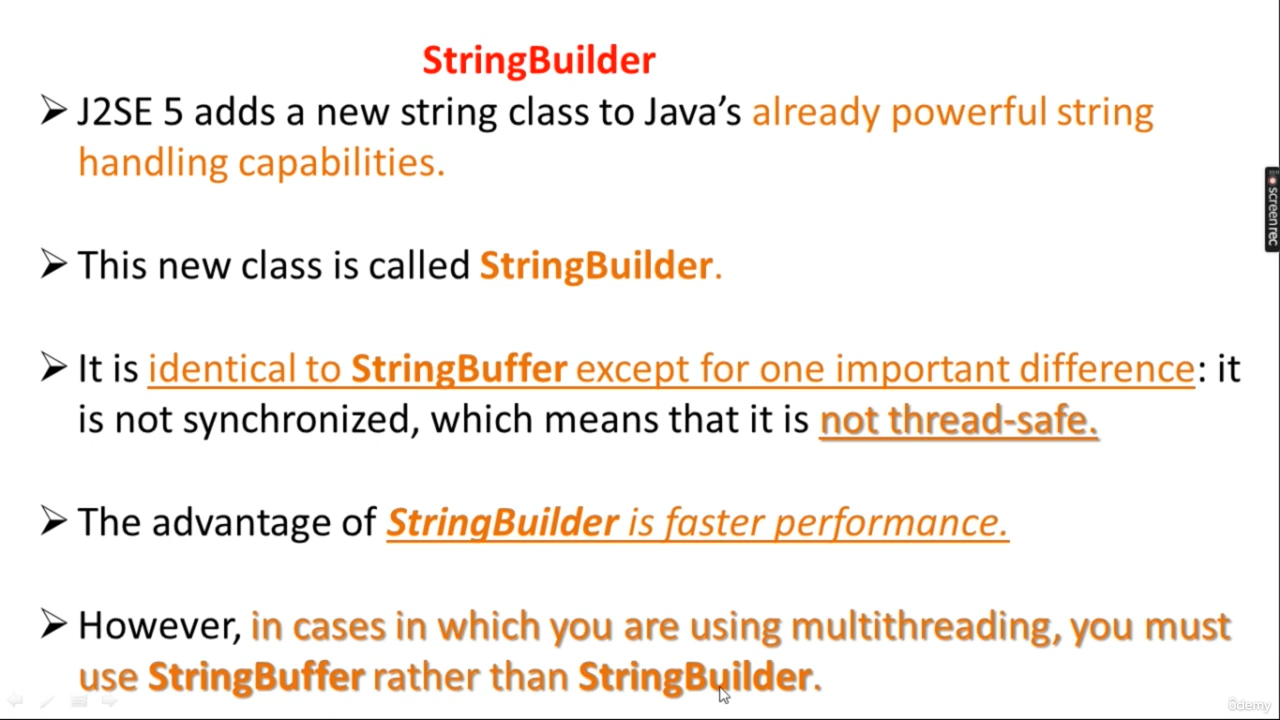 StringBuilder
➢ J2SE 5 adds a new string class to Java’s already powerful string
handling capabilities.
➢ This new class is called StringBuilder.
➢ It is identical to StringBuffer except for one important difference: it
is not synchronized, which means that it is not thread-safe.
➢ The advantage of StringBuilder is faster performance.
➢ However, in cases in which you are using multithreading, you must
use StringBuffer rather than StringBuilder.
screenrec
ûdemy